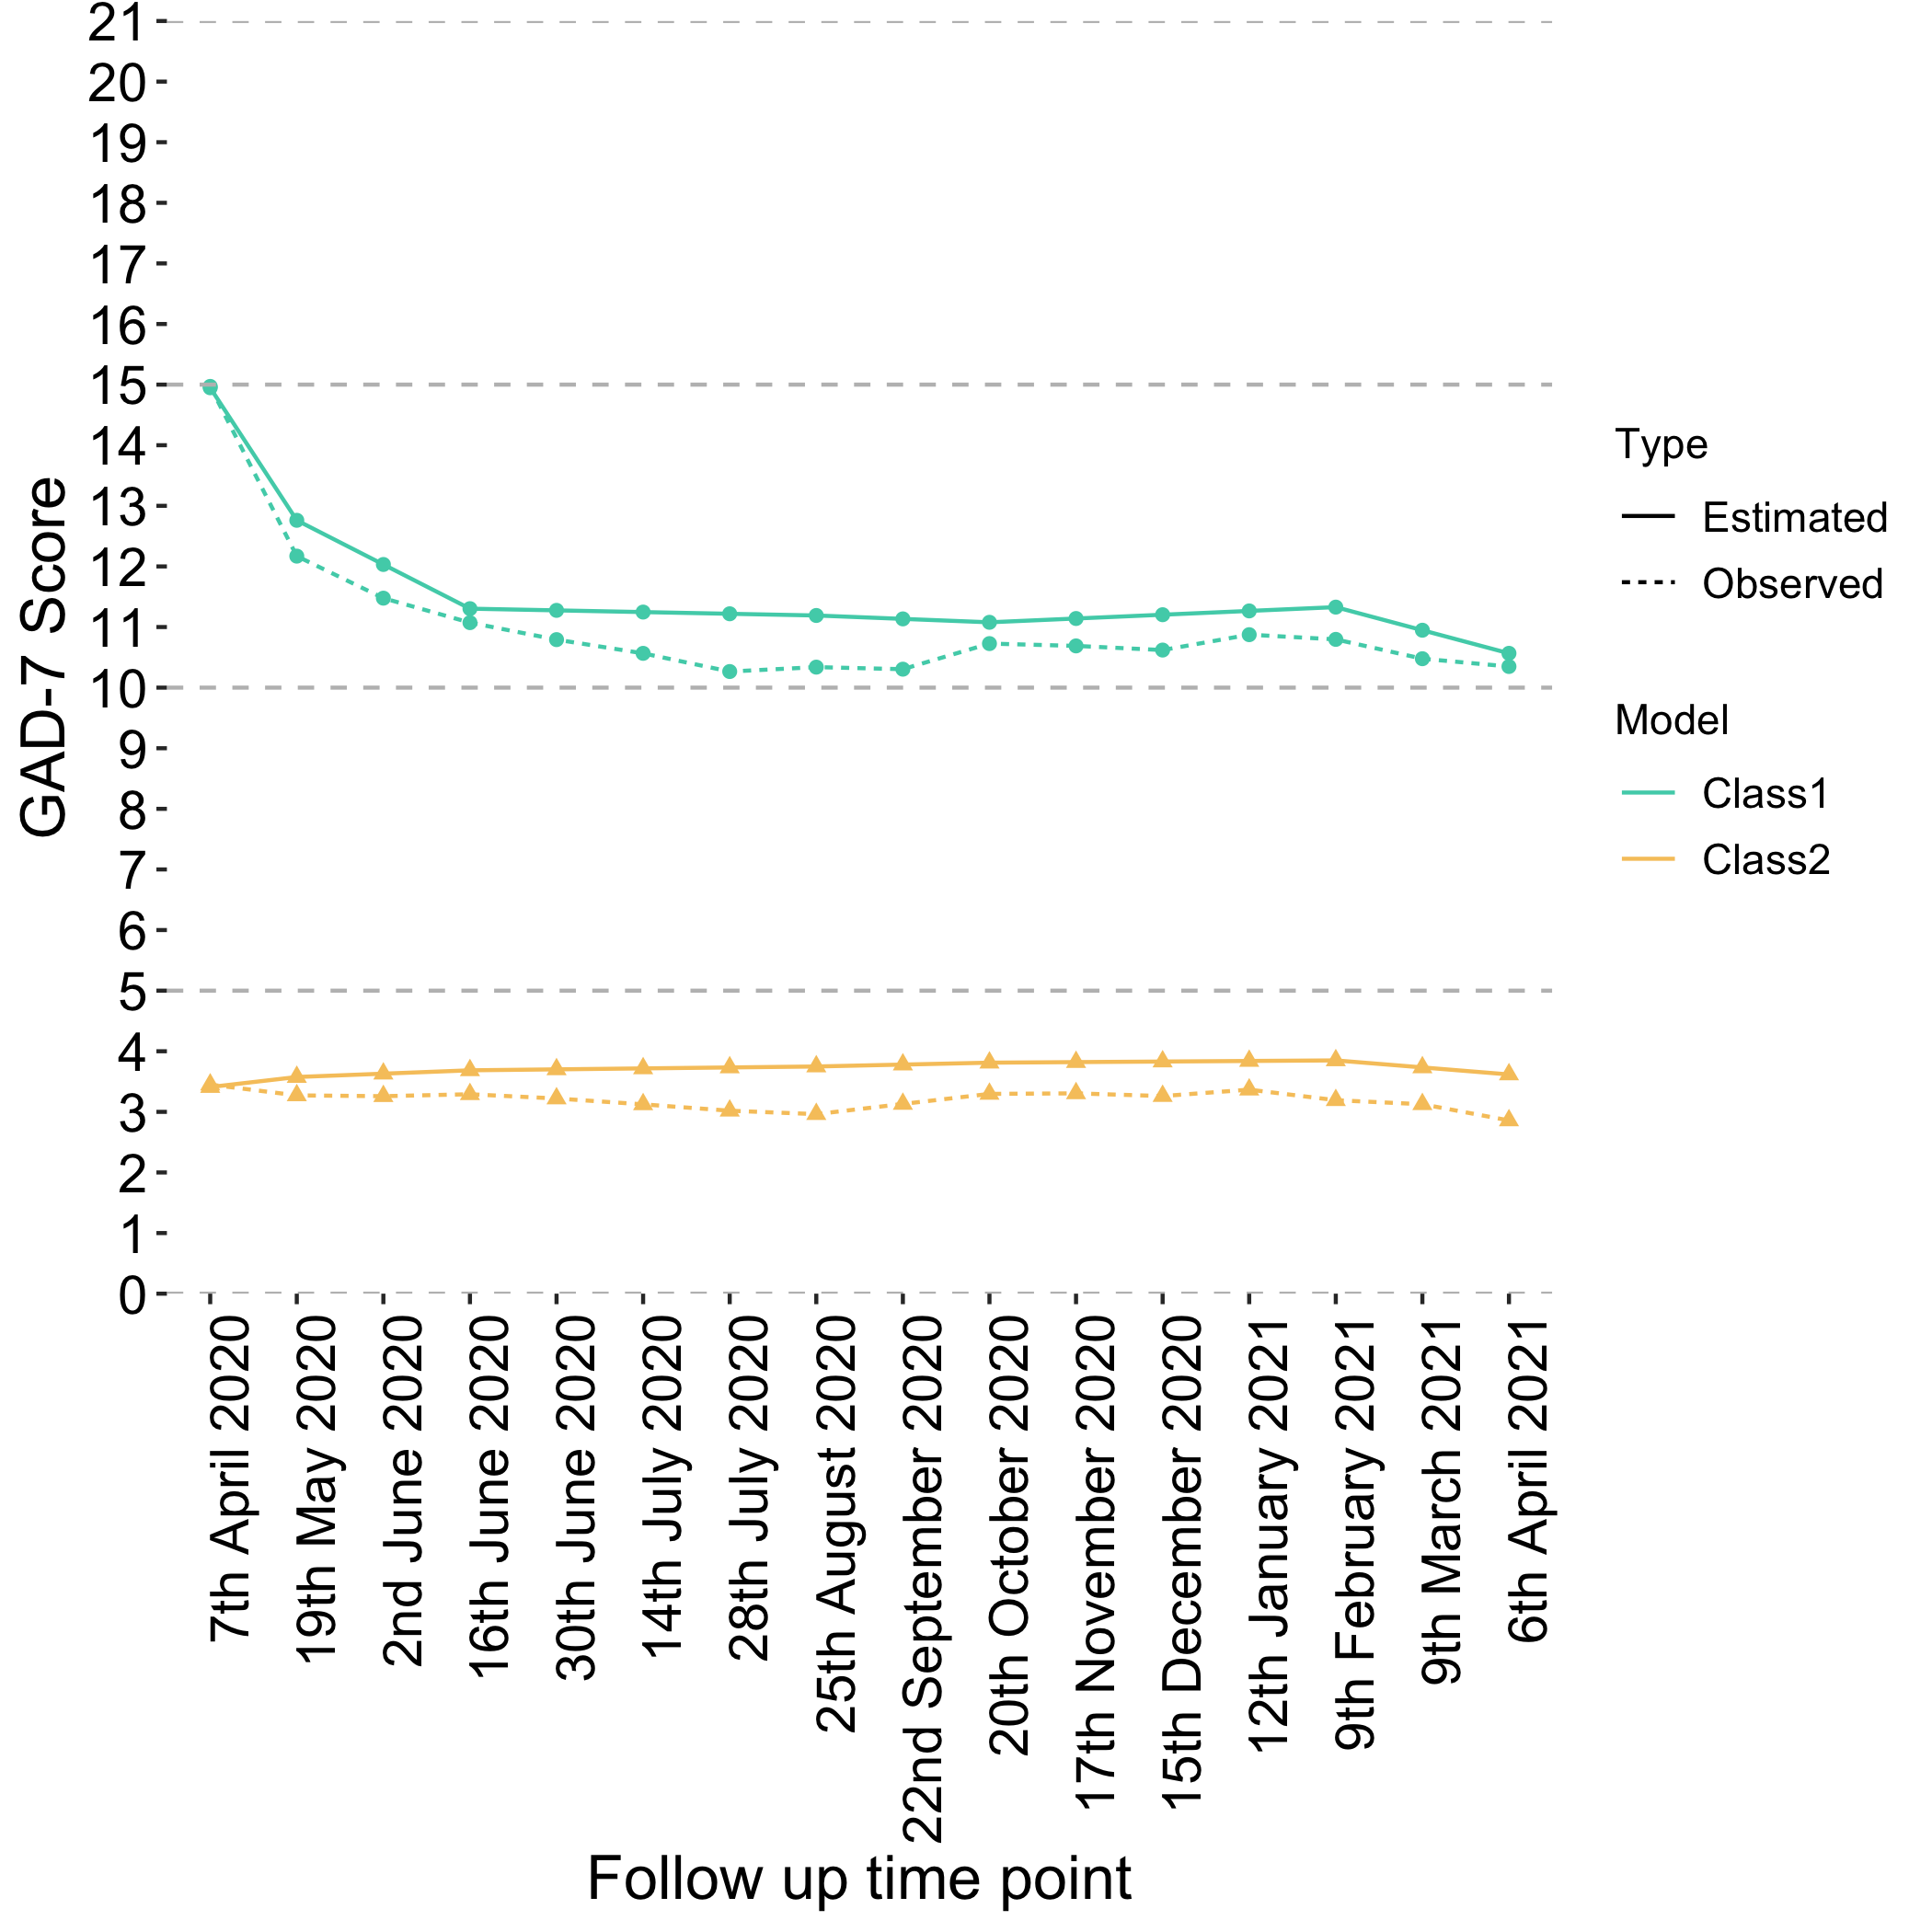 21
20
19
18
17
16
15
14
13
12
11
10
9
8
7
6
5
4
3
2
1
0
GAD-7 Score
7th April 2020
19th May 2020
2nd June 2020
16th June 2020
30th June 2020
14th July 2020
28th July 2020
25th August 2020
22nd September 2020
20th October 2020
17th November 2020
15th December 2020
12th January 2021
9th February 2021
9th March 2021
6th April 2021
Follow up time point
Type
Estimated
Observed
Model
Class1
Class2